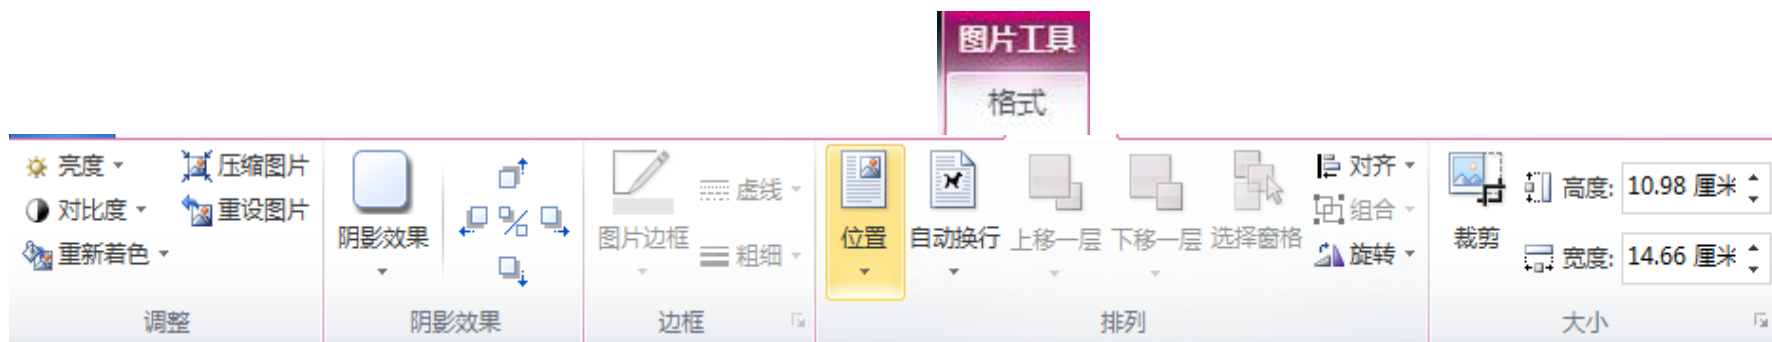 图片工具
格式
亮度 压缩图片
对比度 重设图片
重新着色
调整
阴影效果
阴影效果
图片边框
虚线
粗细
边框
位置 自动换行 上移一层 下移一层 选择窗格
对齐
组合
旋转
排列
裁剪
高度: 10.98 厘米
宽度: 14.66 厘米
大小